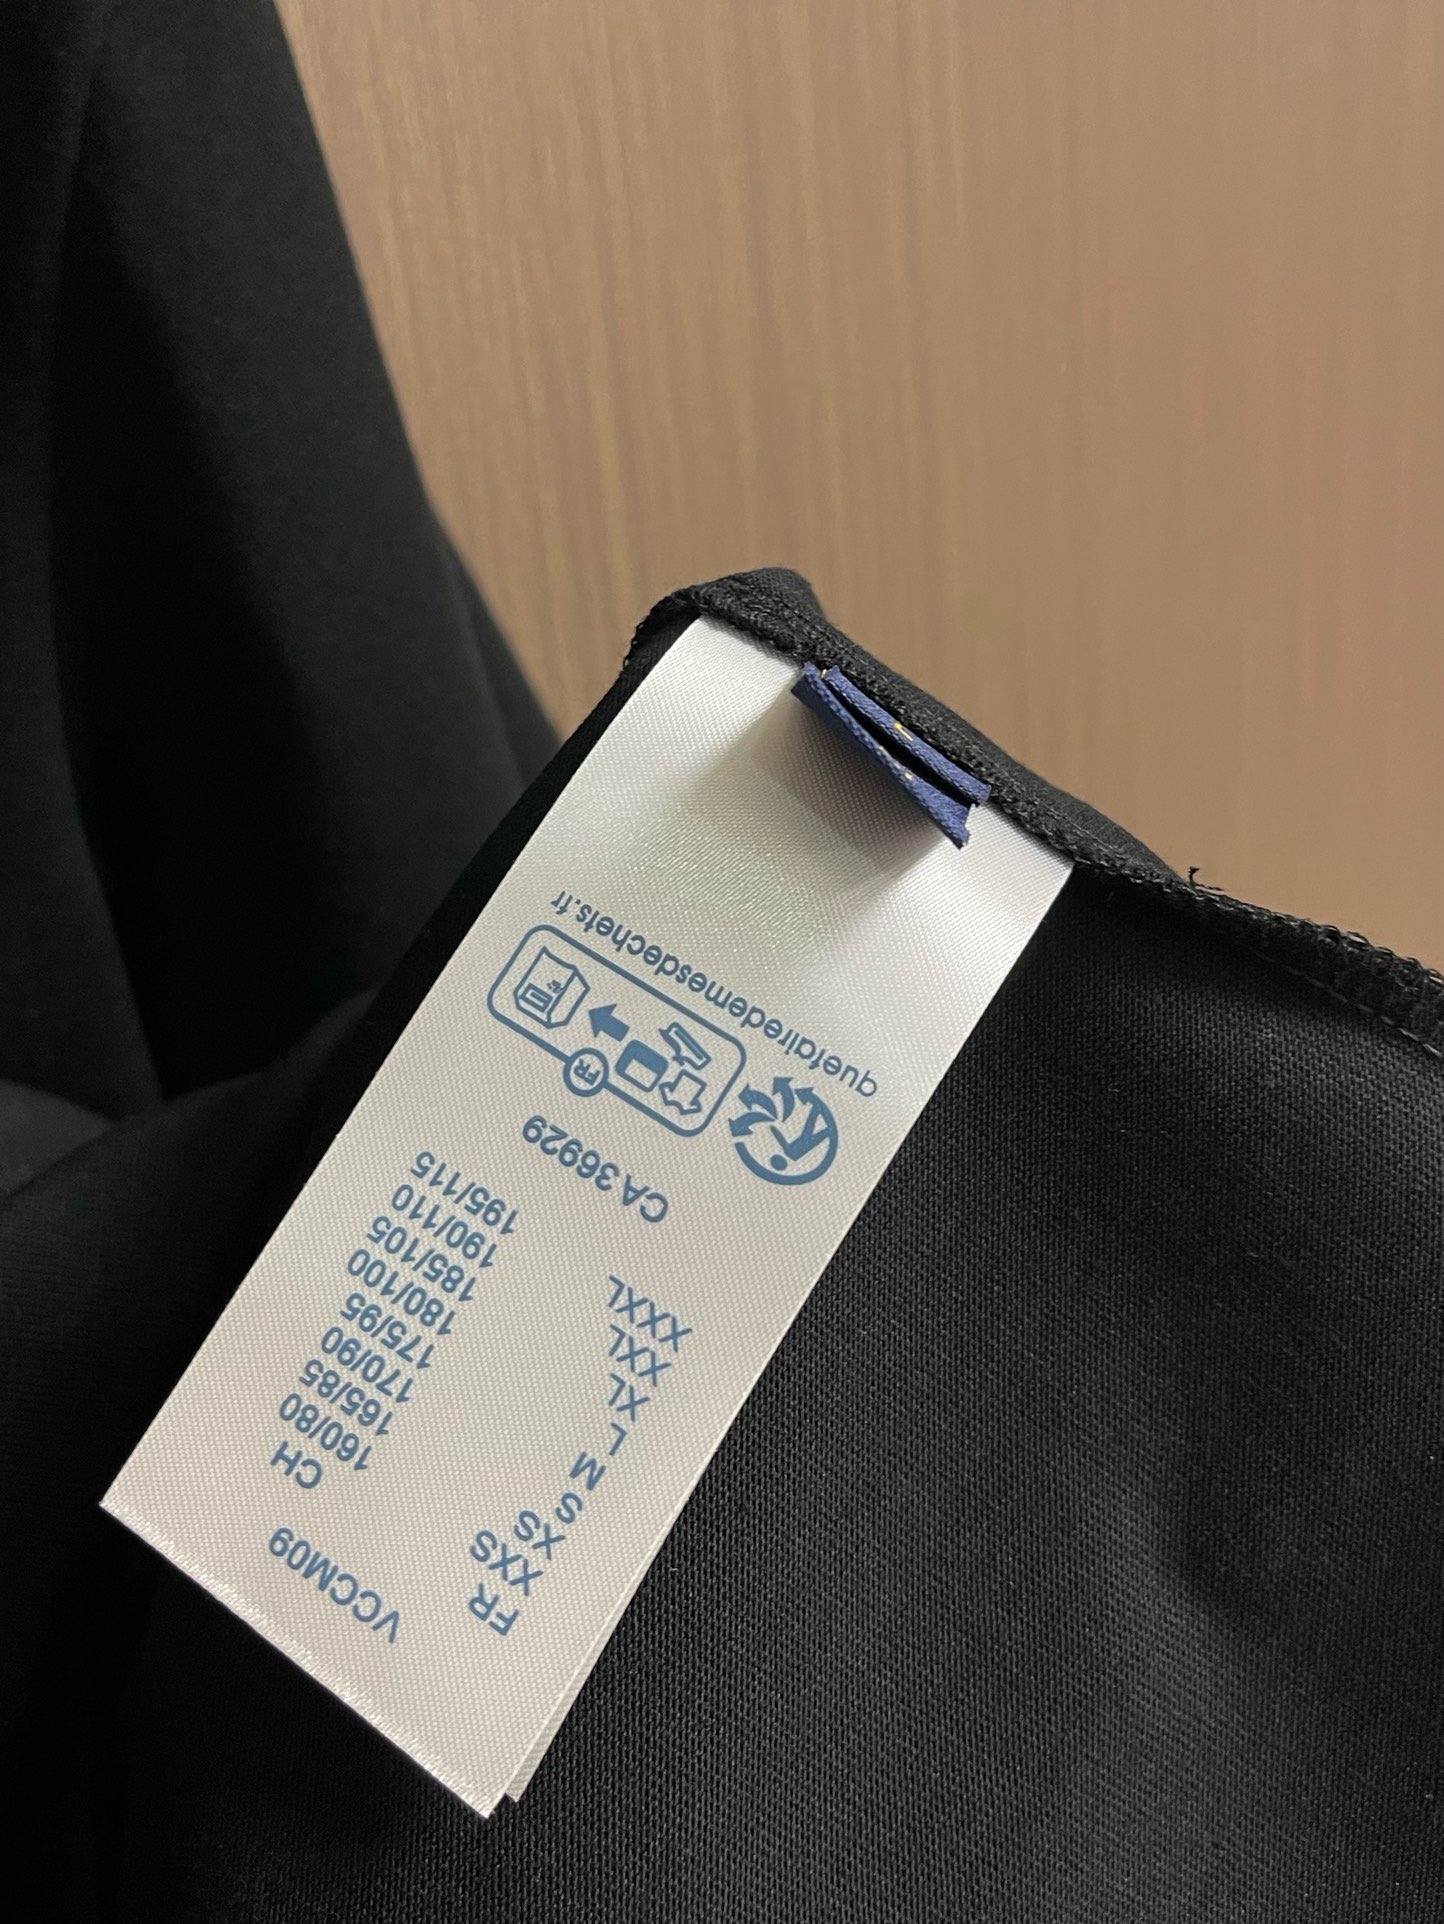 VCCM09
FR CH
XXS 160/80
XS 165/85
S 170/90
M 175/95
L 180/100
XL 185/105
XXL 190/110
XXXL 195/115
CA 36929
FR
quefairedemesdechets.fr